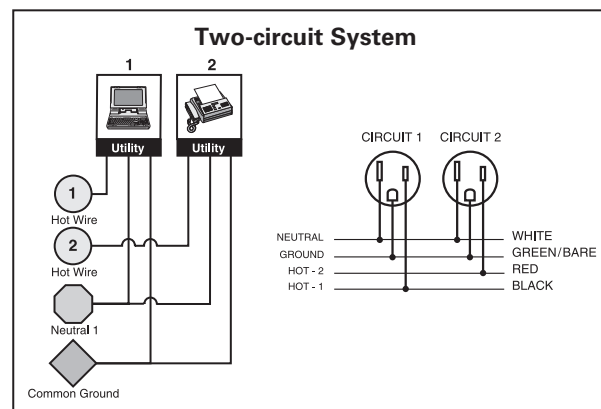 Two-circuit System
1 2
Utility Utility
1
Hot Wire
2
Hot Wire
Neutral 1
Common Ground
CIRCUIT 1 CIRCUIT 2
NEUTRAL WHITE
GROUND GREEN/BARE
HOT - 2 RED
HOT - 1 BLACK